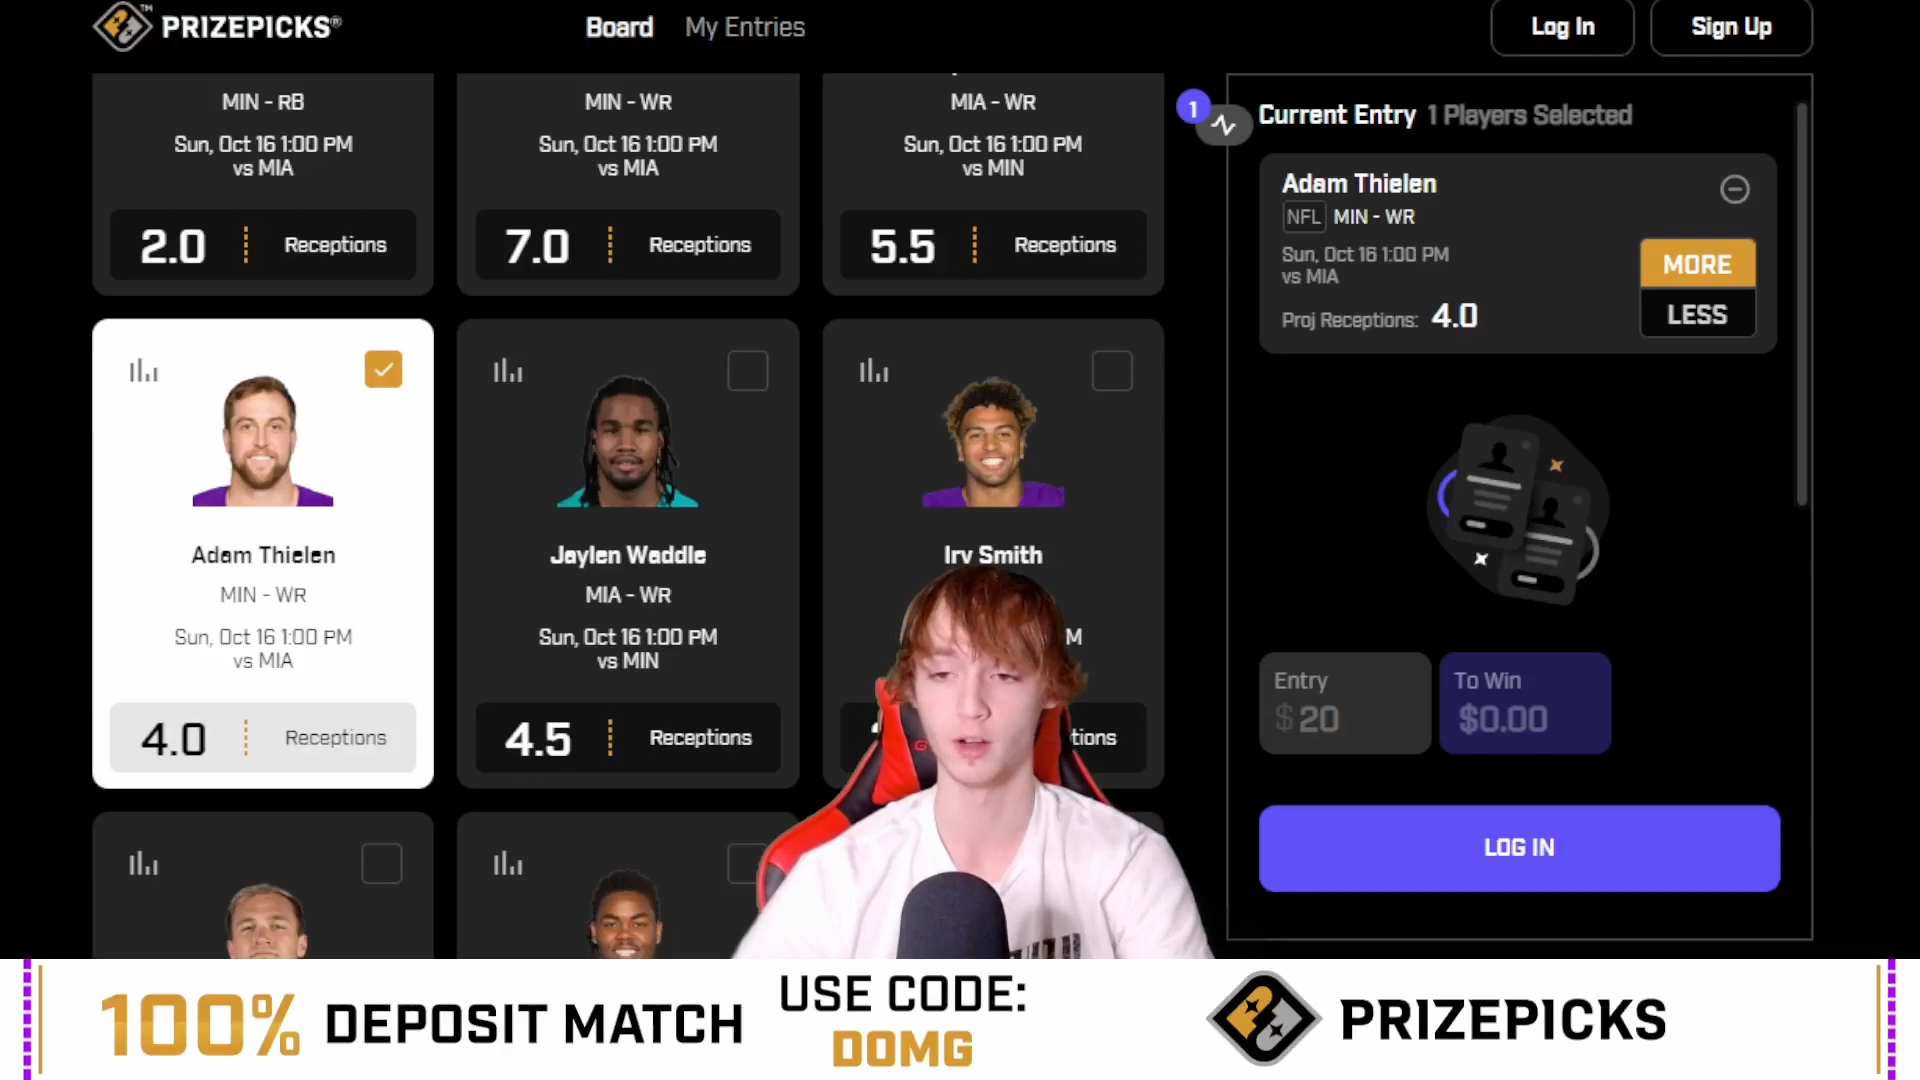 PRIZEPICKS®
Board
My Entries
Log In
Sign Up
MIN - RB
Sun, Oct 16 1:00 PM
vs MIA
2.0
Receptions
MIN - WR
Sun, Oct 16 1:00 PM
vs MIA
7.0
Receptions
MIA - WR
Sun, Oct 16 1:00 PM
vs MIN
5.5
Receptions
1
Current Entry 1 Players Selected
Adam Thielen
NFL MIN - WR
Sun, Oct 16 1:00 PM
vs MIA
Proj Receptions: 4.0
MORE
LESS
Adam Thielen
MIN - WR
Sun, Oct 16 1:00 PM
vs MIA
4.0
Receptions
Jaylen Waddle
MIA - WR
Sun, Oct 16 1:00 PM
vs MIN
4.5
Receptions
Irv Smith
M
tions
Entry
$ 20
To Win
$0.00
LOG IN
100% DEPOSIT MATCH
USE CODE:
DOMG
PRIZEPICKS